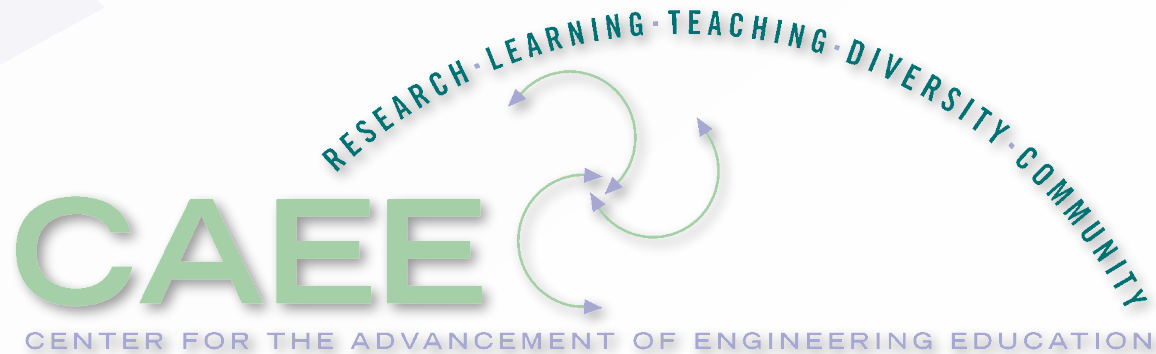 RESEARCH·LEARNING·TEACHING·DIVERSITY·COMMUNITY
CAEE
CENTER FOR THE ADVANCEMENT OF ENGINEERING EDUCATION